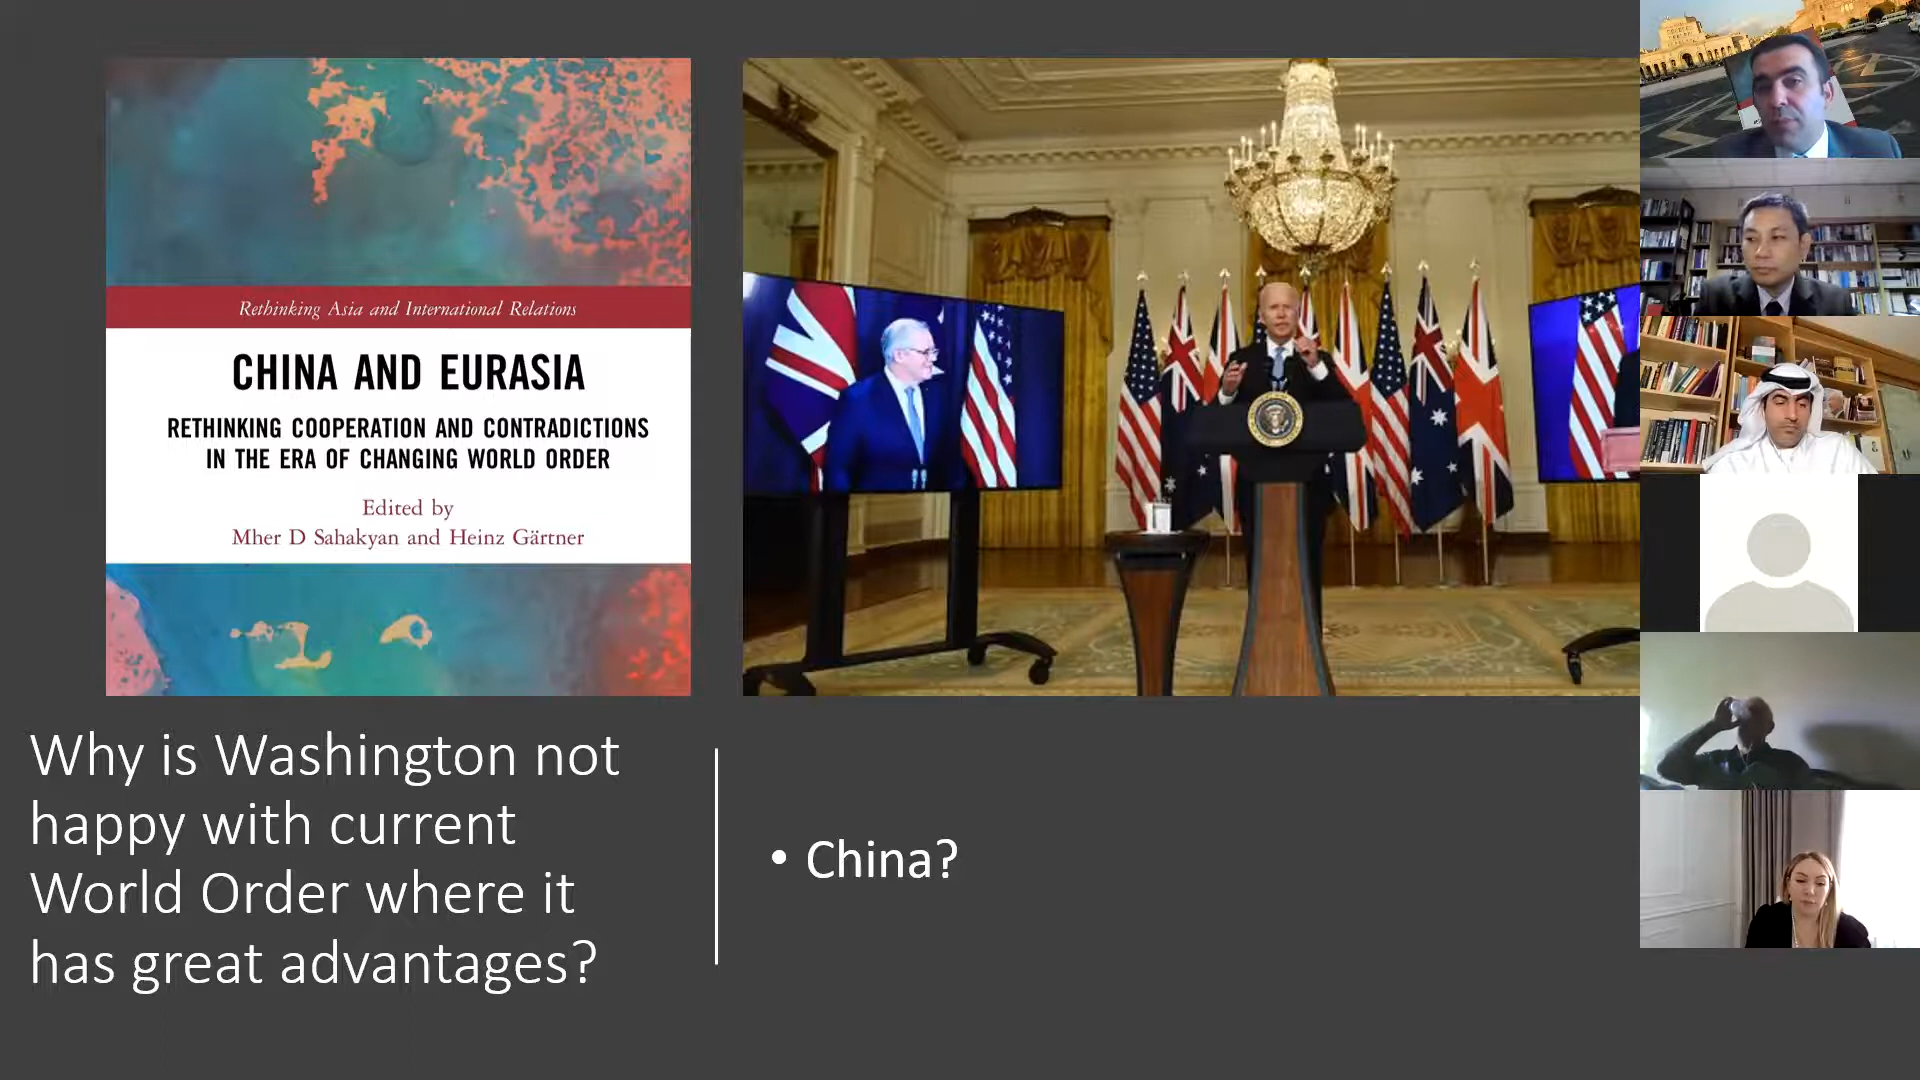 Rethinking Asia and International Relations
CHINA AND EURASIA
RETHINKING COOPERATION AND CONTRADICTIONS
IN THE ERA OF CHANGING WORLD ORDER
Edited by
Mher D Sahakyan and Heinz Gärtner
Why is Washington not
happy with current
World Order where it
has great advantages?
• China?